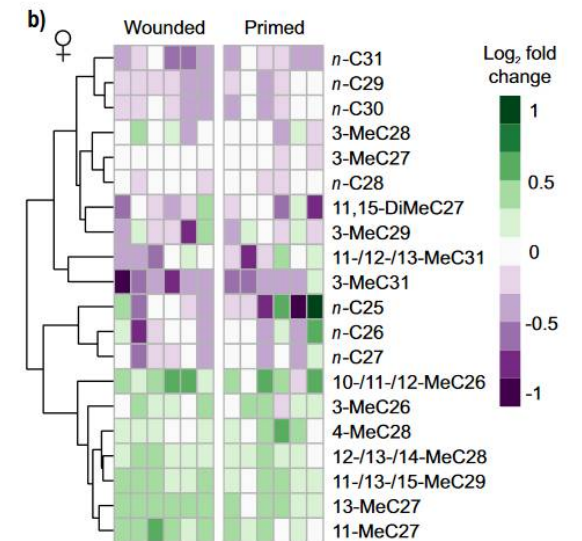 b)
♀
Wounded Primed
Log₂ fold
change
n-C31
n-C29
n-C30
3-MeC28
3-MeC27
n-C28
11,15-DiMeC27
3-MeC29
11-/12-/13-MeC31
3-MeC31
n-C25
n-C26
n-C27
10-/11-/12-MeC26
3-MeC26
4-MeC28
12-/13-/14-MeC28
11-/13-/15-MeC29
13-MeC27
11-MeC27
1
0.5
0
-0.5
-1